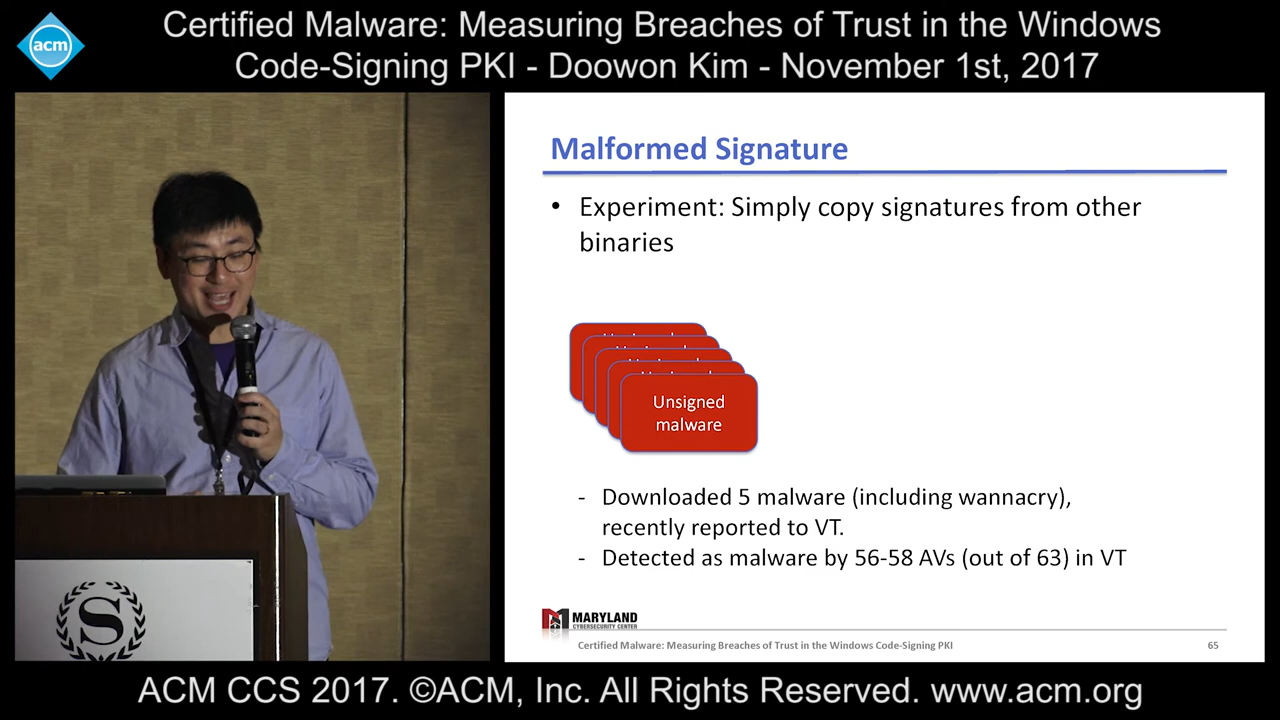 Certified Malware: Measuring Breaches of Trust in the Windows
Code-Signing PKI - Doowon Kim - November 1st, 2017
acm
Malformed Signature
• Experiment: Simply copy signatures from other
binaries
Unsigned
malware
- Downloaded 5 malware (including wannacry),
recently reported to VT.
- Detected as malware by 56-58 AVs (out of 63) in VT
S
MARYLAND
CYBERSECURITY CENTER
Certified Malware: Measuring Breaches of Trust in the Windows Code-Signing PKI
65
ACM CCS 2017. ©ACM, Inc. All Rights Reserved. www.acm.org